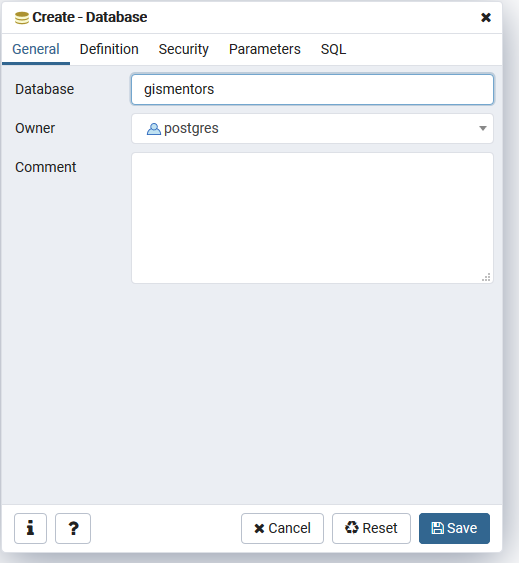 Create - Database
General Definition Security Parameters SQL
Database gismentors
Owner postgres
Comment
i ? Cancel Reset Save